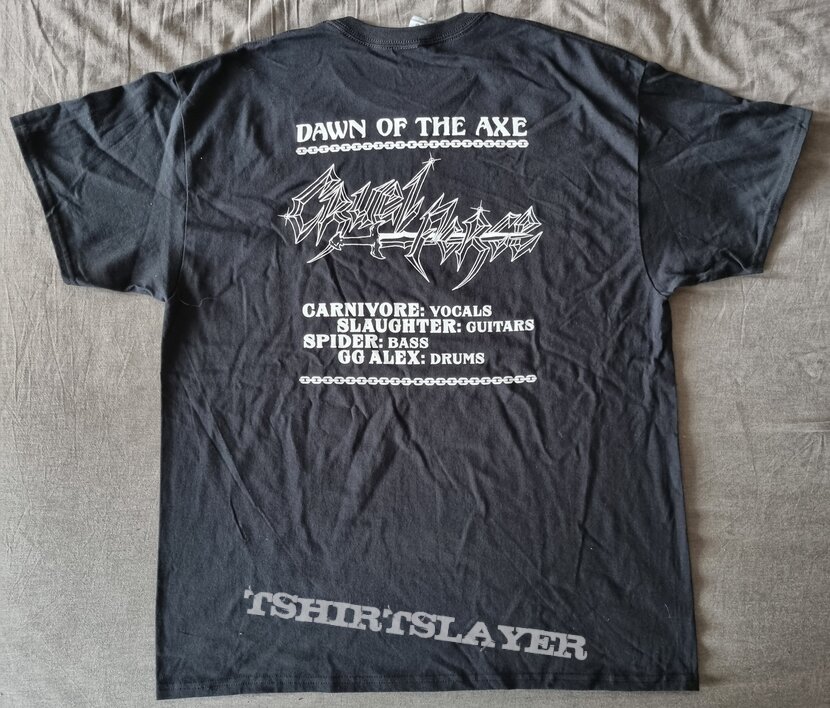 DAWN OF THE AXE
CRUEL FORCE
CARNIVORE: VOCALS
SLAUGHTER: GUITARS
SPIDER: BASS
GG ALEX: DRUMS
TSHIRTSLAYER